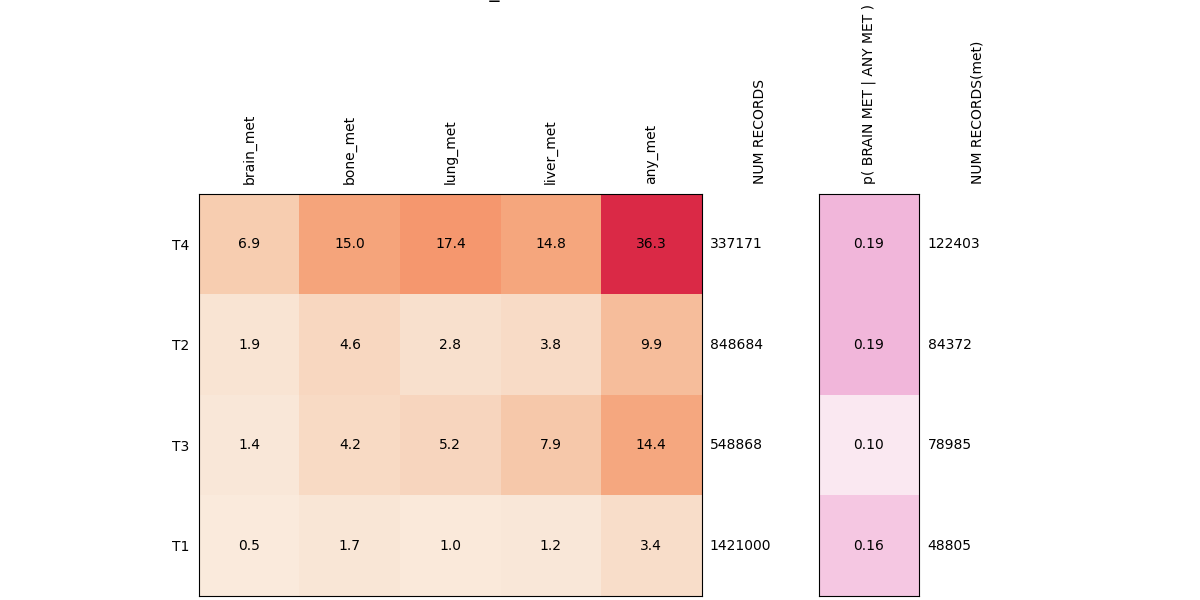 brain_met bone_met lung_met liver_met any_met NUM RECORDS p( BRAIN MET | ANY MET ) NUM RECORDS(met)
T4 6.9 15.0 17.4 14.8 36.3 337171 0.19 122403
T2 1.9 4.6 2.8 3.8 9.9 848684 0.19 84372
T3 1.4 4.2 5.2 7.9 14.4 548868 0.10 78985
T1 0.5 1.7 1.0 1.2 3.4 1421000 0.16 48805